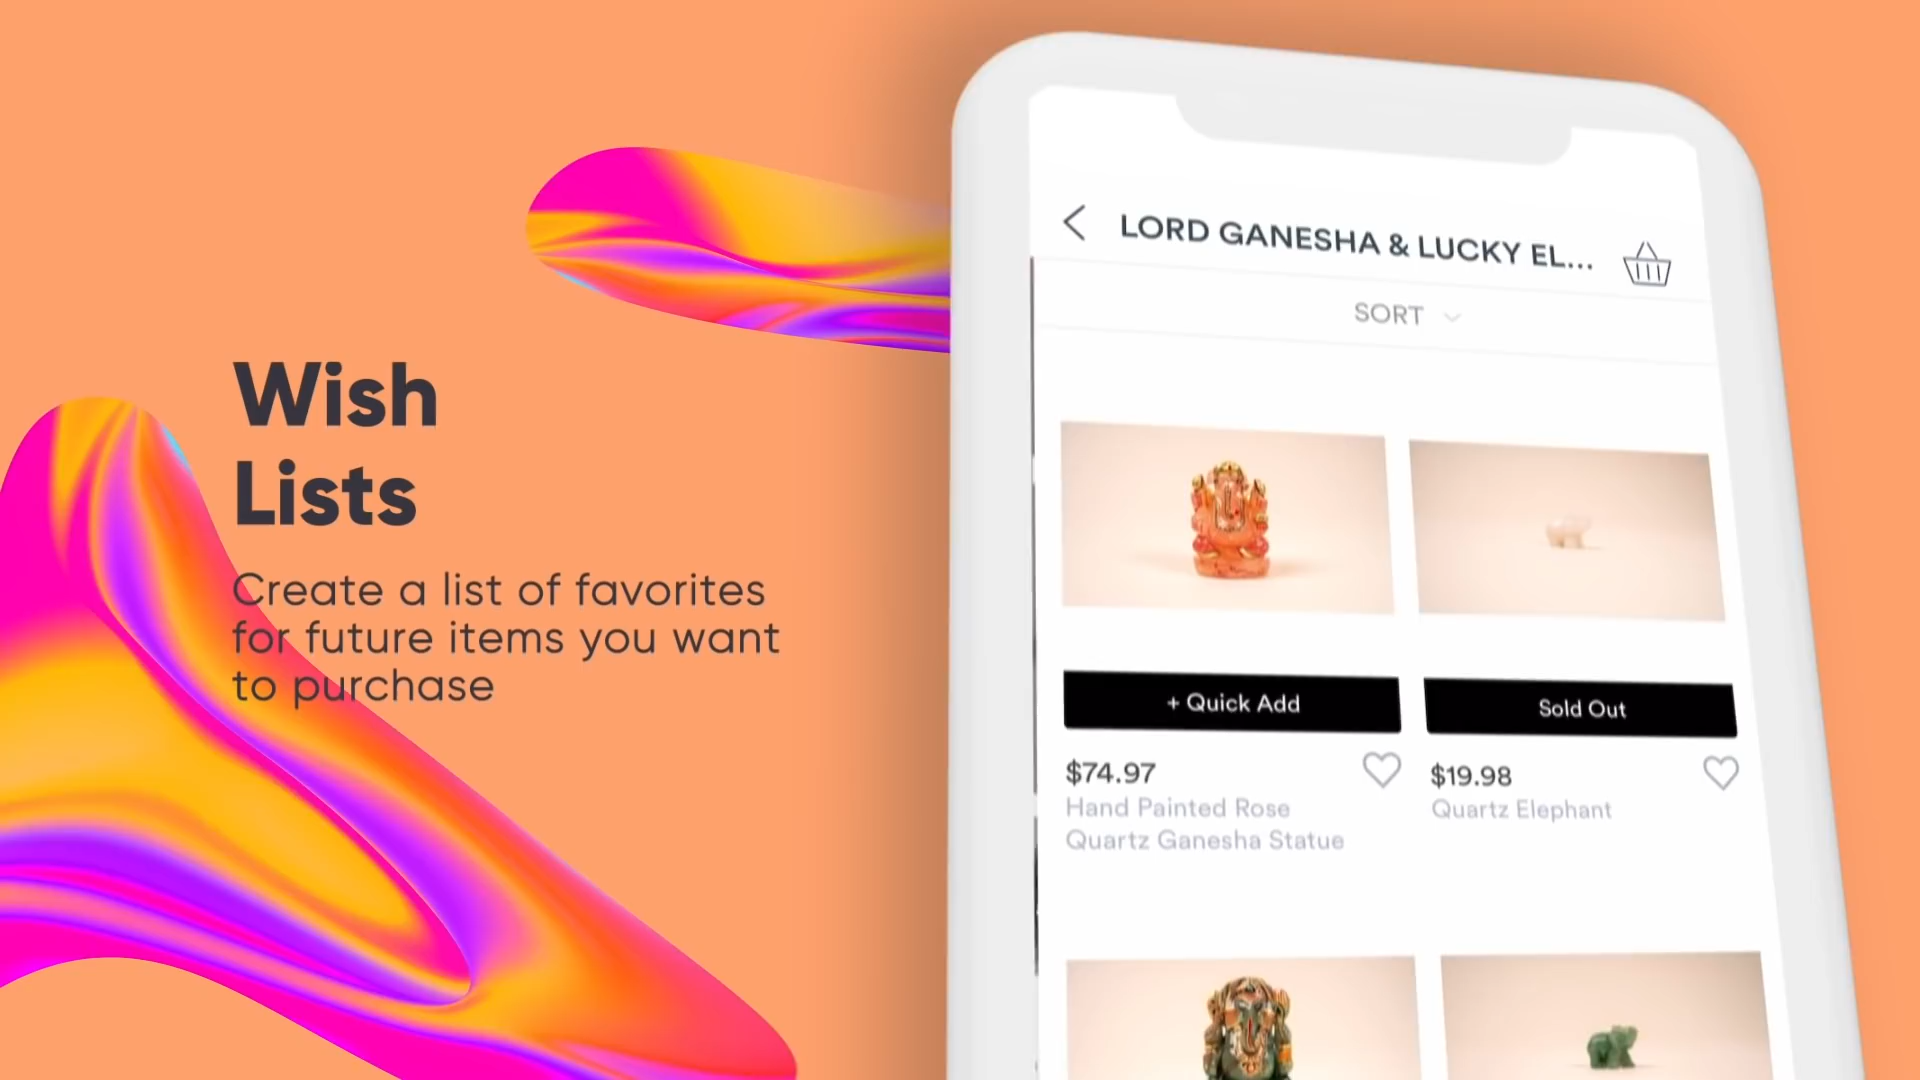 Wish
Lists
Create a list of favorites
for future items you want
to purchase
LORD GANESHA & LUCKY EL...
SORT
+ Quick Add
Sold Out
$74.97
Hand Painted Rose
Quartz Ganesha Statue
$19.98
Quartz Elephant